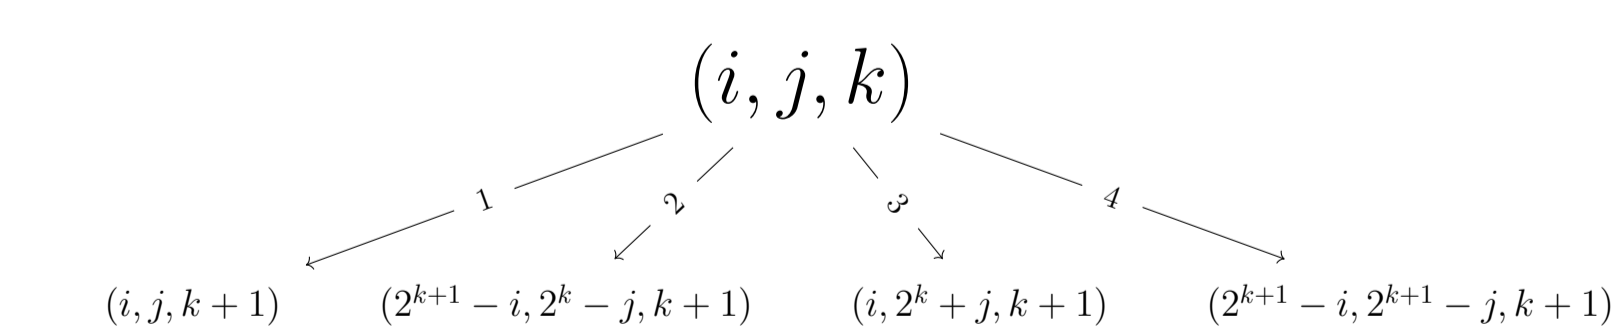 (i, j, k)
1 2 3 4
(i, j, k + 1) (2^{k+1} − i, 2^k − j, k + 1) (i, 2^k + j, k + 1) (2^{k+1} − i, 2^{k+1} − j, k + 1)